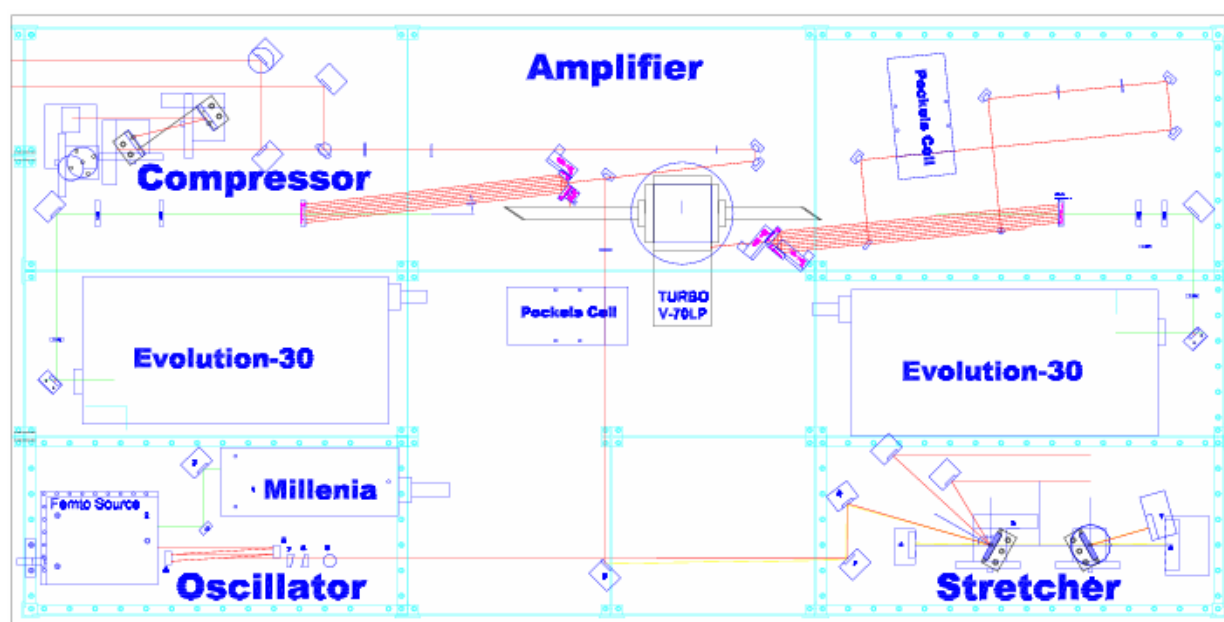 Amplifier
Pockels Cell
Compressor
Pockels Cell
TURBO
V-70LP
Evolution-30
Evolution-30
Millenia
Femto Source
Oscillator
Stretcher